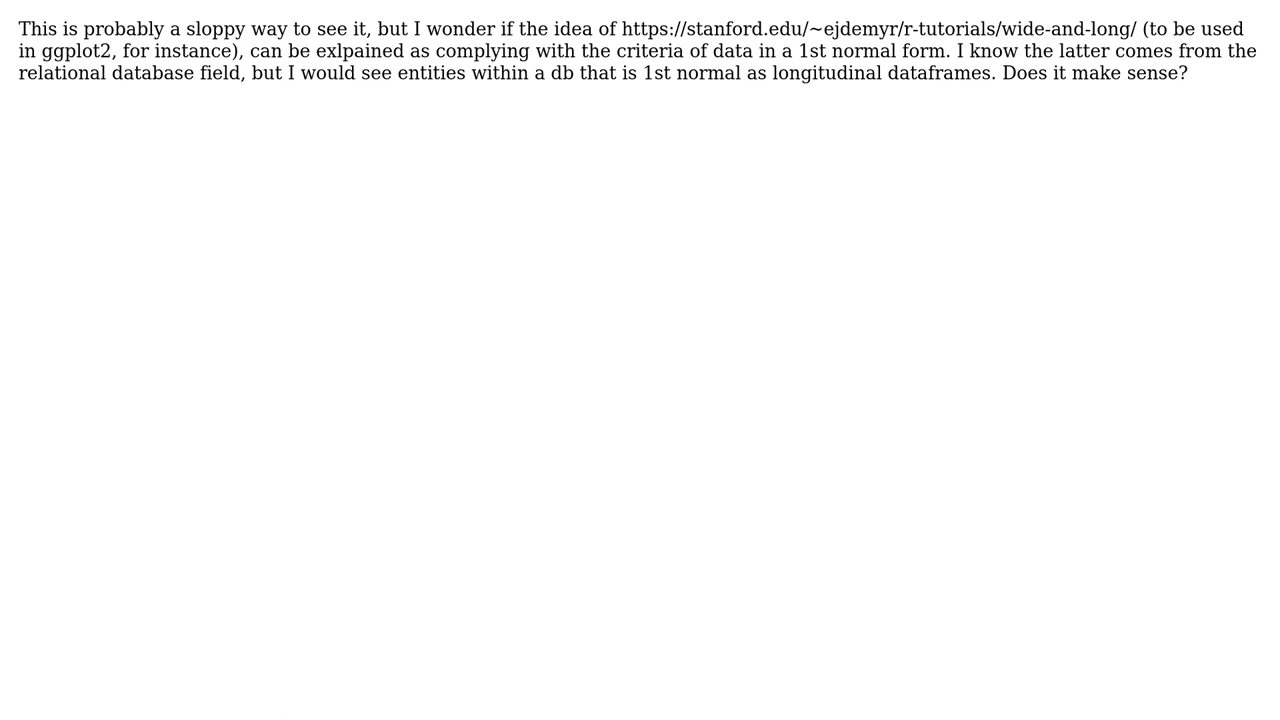 This is probably a sloppy way to see it, but I wonder if the idea of https://stanford.edu/~ejdemyr/r-tutorials/wide-and-long/ (to be used
in ggplot2, for instance), can be exlpained as complying with the criteria of data in a 1st normal form. I know the latter comes from the
relational database field, but I would see entities within a db that is 1st normal as longitudinal dataframes. Does it make sense?